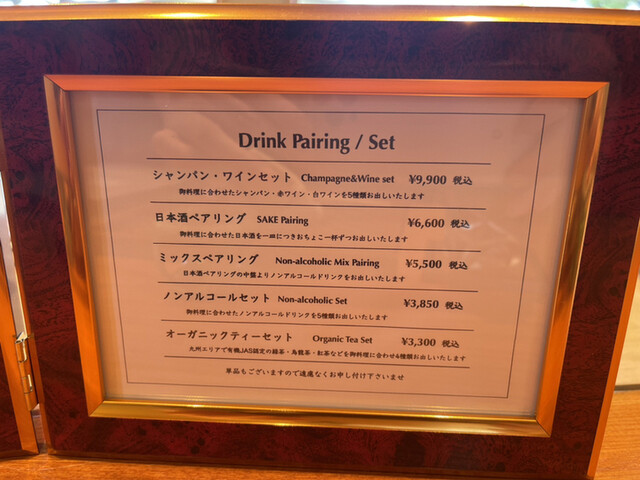 Drink Pairing / Set
シャンパン・ワインセット Champagne&Wine set ¥9,900 税込
御料理に合わせたシャンパン・赤ワイン・白ワインを5種類お出しいたします
日本酒ペアリング SAKE Pairing ¥6,600 税込
御料理に合わせた日本酒を一皿につきおちょこ一杯ずつお出しいたします
ミックスペアリング Non-alcoholic Mix Pairing ¥5,500 税込
日本酒ペアリングの中盤よりノンアルコールドリンクをお出しいたします
ノンアルコールセット Non-alcoholic Set ¥3,850 税込
御料理に合わせたノンアルコールドリンクを5種類お出しいたします
オーガニックティーセット Organic Tea Set ¥3,300 税込
九州エリアで有機JAS認定の緑茶・烏龍茶・紅茶などを御料理に合わせ4種類お出しいたします
単品もございますので遠慮なくお申し付け下さいませ